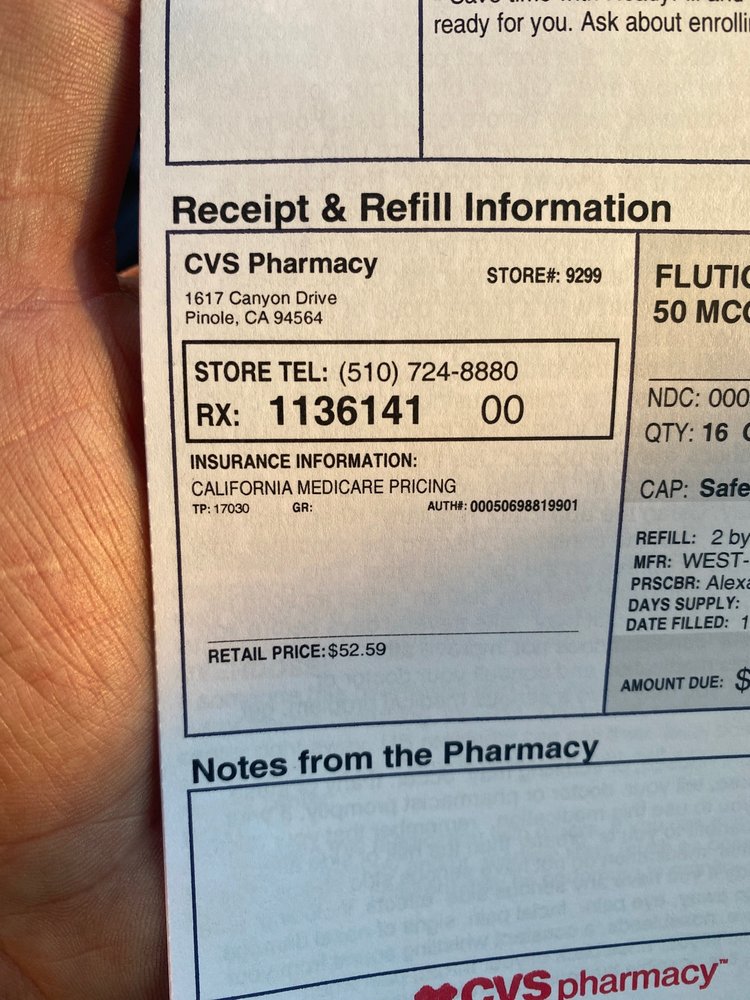 ready for you. Ask about enrolli
Receipt & Refill Information
CVS Pharmacy
STORE#: 9299
1617 Canyon Drive
Pinole, CA 94564
STORE TEL: (510) 724-8880
RX: 1136141 00
INSURANCE INFORMATION:
CALIFORNIA MEDICARE PRICING
TP: 17030 GR: AUTH#: 00050698819901
RETAIL PRICE: $52.59
FLUTIC
50 MCG
NDC: 000
QTY: 16
CAP: Safe
REFILL: 2 by
MFR: WEST-
PRSCBR: Alexa
DAYS SUPPLY:
DATE FILLED: 1
AMOUNT DUE: $
Notes from the Pharmacy
CVS pharmacy™